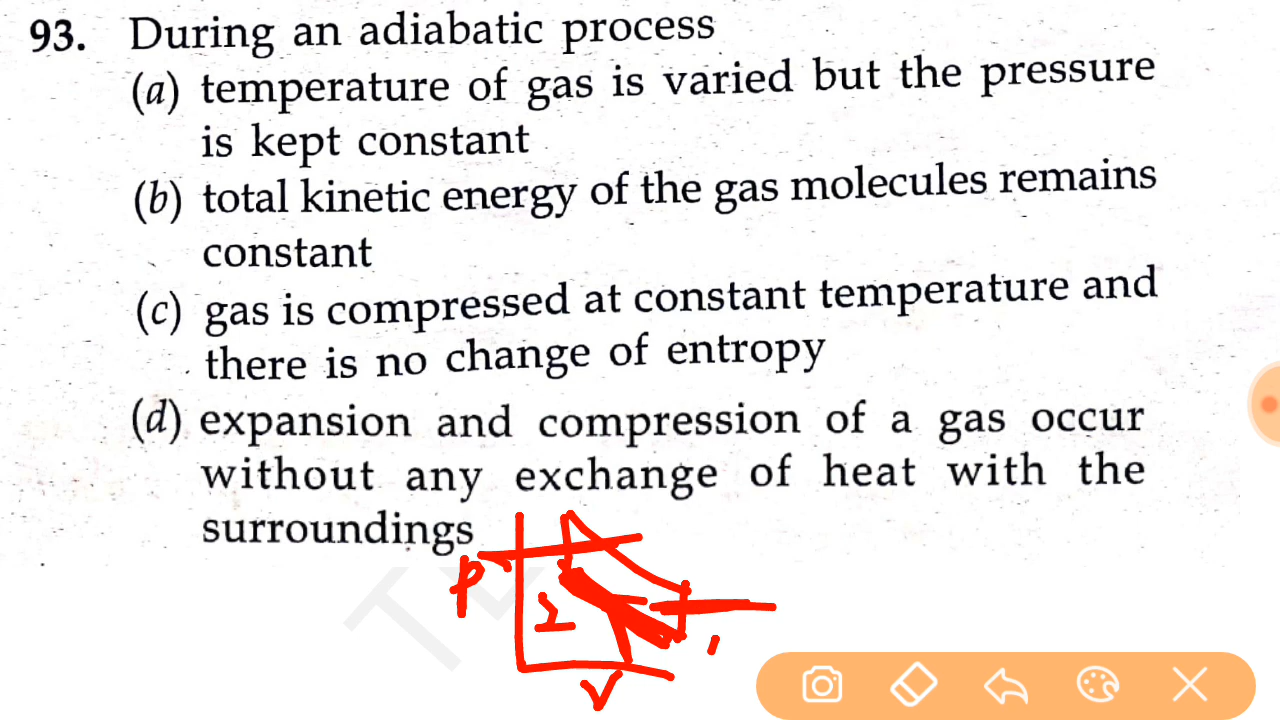 93. During an adiabatic process
(a) temperature of gas is varied but the pressure
is kept constant
(b) total kinetic energy of the gas molecules remains
constant
(c) gas is compressed at constant temperature and
there is no change of entropy
(d) expansion and compression of a gas occur
without any exchange of heat with the
surroundings
P
2
V